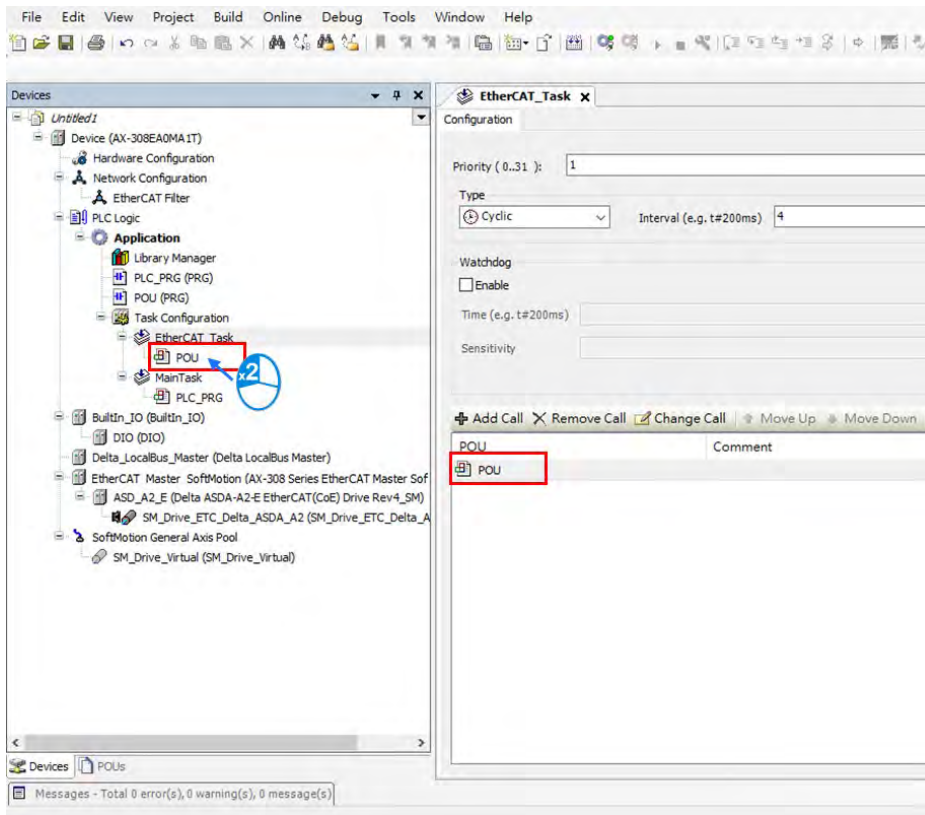 File Edit View Project Build Online Debug Tools Window Help
Devices
Untitled1
Device (AX-308EA0MA1T)
Hardware Configuration
Network Configuration
EtherCAT Filter
PLC Logic
Application
Library Manager
PLC_PRG (PRG)
POU (PRG)
Task Configuration
EtherCAT_Task
POU
x2
MainTask
PLC_PRG
BuiltIn_IO (BuiltIn_IO)
DIO (DIO)
Delta_LocalBus_Master (Delta LocalBus Master)
EtherCAT_Master_SoftMotion (AX-308 Series EtherCAT Master Sof
ASD_A2_E (Delta ASDA-A2-E EtherCAT(CoE) Drive Rev4_SM)
SM_Drive_ETC_Delta_ASDA_A2 (SM_Drive_ETC_Delta_A
SoftMotion General Axis Pool
SM_Drive_Virtual (SM_Drive_Virtual)
Devices POUs
Messages - Total 0 error(s), 0 warning(s), 0 message(s)
EtherCAT_Task
Configuration
Priority ( 0..31 ): 1
Type
Cyclic Interval (e.g. t#200ms) 4
Watchdog
Enable
Time (e.g. t#200ms)
Sensitivity
Add Call Remove Call Change Call Move Up Move Down
POU Comment
POU